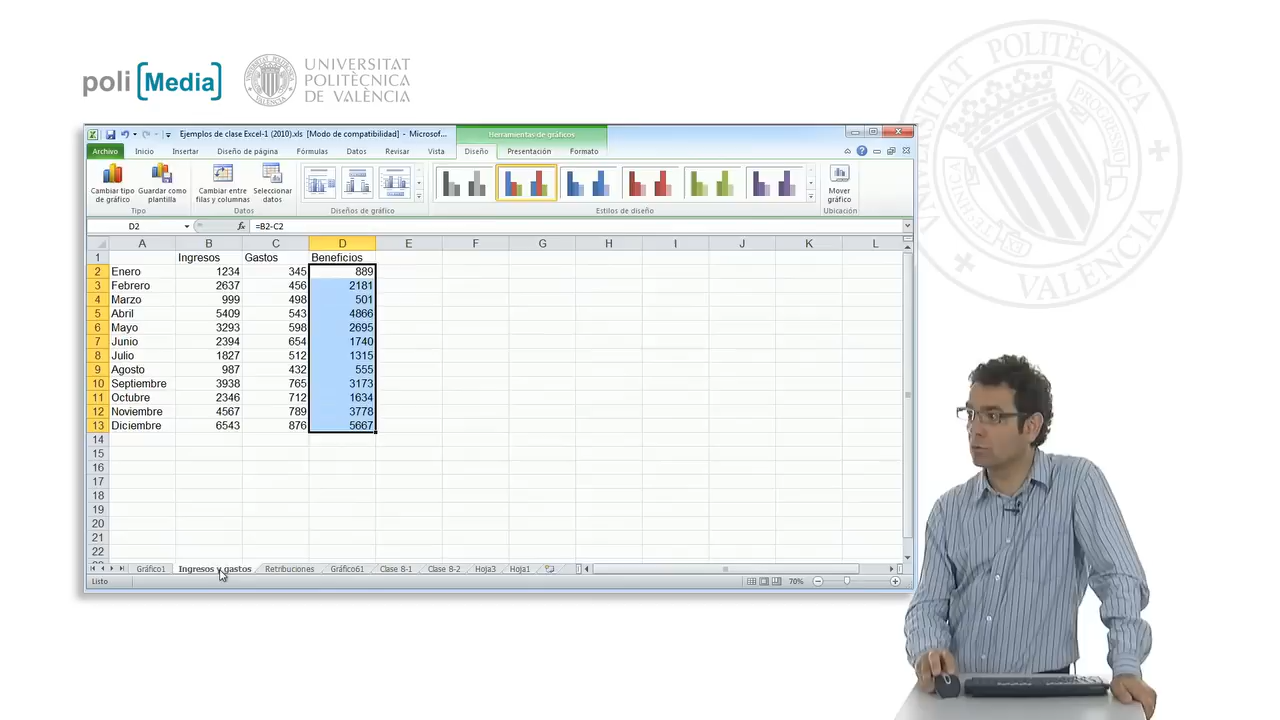 poli[Media]
UNIVERSITAT
POLITÈCNICA
DE VALÈNCIA
UNIVERSITAT POLITÈCNICA
DE VALÈNCIA
Ejemplos de clase Excel-1 (2010).xls [Modo de compatibilidad] - Microsof...
Herramientas de gráficos
Archivo Inicio Insertar Diseño de página Fórmulas Datos Revisar Vista Diseño Presentación Formato
Cambiar tipo de gráfico
Guardar como plantilla
Cambiar entre filas y columnas
Seleccionar datos
Mover gráfico
Tipo Datos Diseños de gráfico Estilos de diseño Ubicación
D2 fx =B2-C2
A B C D E F G H I J K L
1 Ingresos Gastos Beneficios
2 Enero 1234 345 889
3 Febrero 2637 456 2181
4 Marzo 999 498 501
5 Abril 5409 543 4866
6 Mayo 3293 598 2695
7 Junio 2394 654 1740
8 Julio 1827 512 1315
9 Agosto 987 432 555
10 Septiembre 3938 765 3173
11 Octubre 2346 712 1634
12 Noviembre 4567 789 3778
13 Diciembre 6543 876 5667
14
15
16
17
18
19
20
21
22
Gráfico1 Ingresos y gastos Retribuciones Gráfico61 Clase 8-1 Clase 8-2 Hoja3 Hoja1
Listo 70%